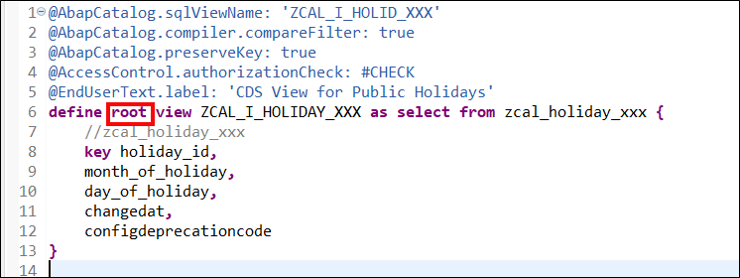 1 @AbapCatalog.sqlViewName: 'ZCAL_I_HOLID_XXX'
2 @AbapCatalog.compiler.compareFilter: true
3 @AbapCatalog.preserveKey: true
4 @AccessControl.authorizationCheck: #CHECK
5 @EndUserText.label: 'CDS View for Public Holidays'
6 define root view ZCAL_I_HOLIDAY_XXX as select from zcal_holiday_xxx {
7 //zcal_holiday_xxx
8 key holiday_id,
9 month_of_holiday,
10 day_of_holiday,
11 changedat,
12 configdeprecationcode
13 }
14